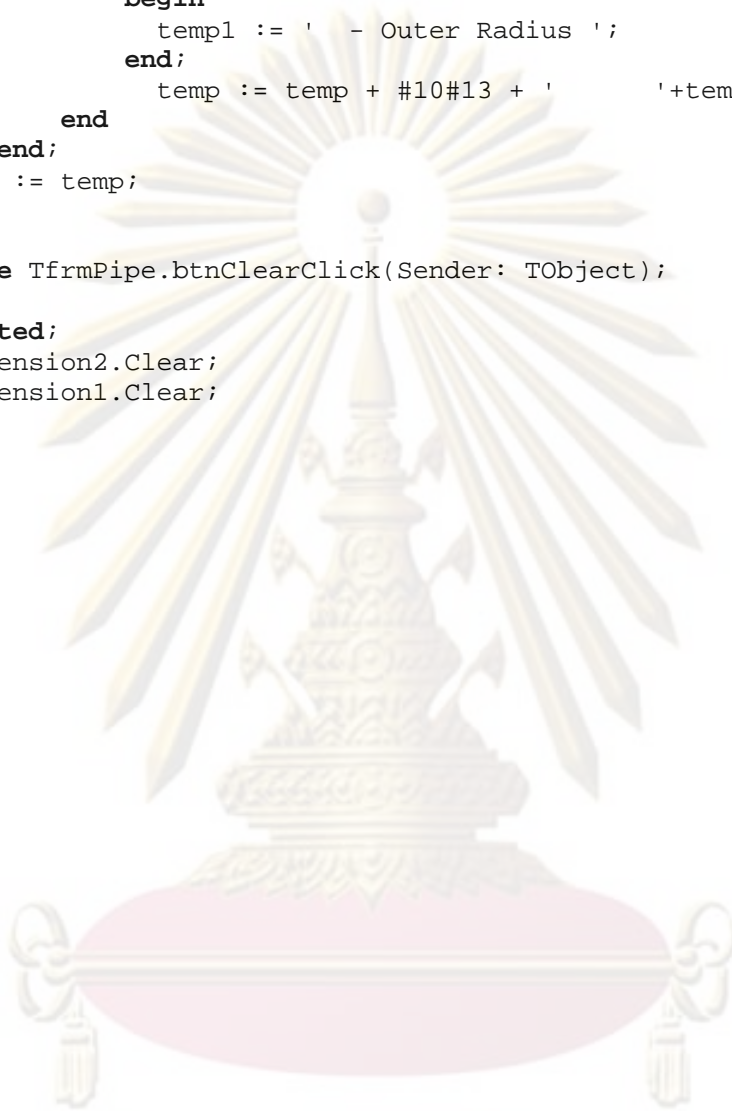 begin
temp1 := '  - Outer Radius ';
end;
temp := temp + #10#13 + '      '+tem
end
end;
:= temp;
e TfrmPipe.btnClearClick(Sender: TObject);
ted;
ension2.Clear;
ension1.Clear;